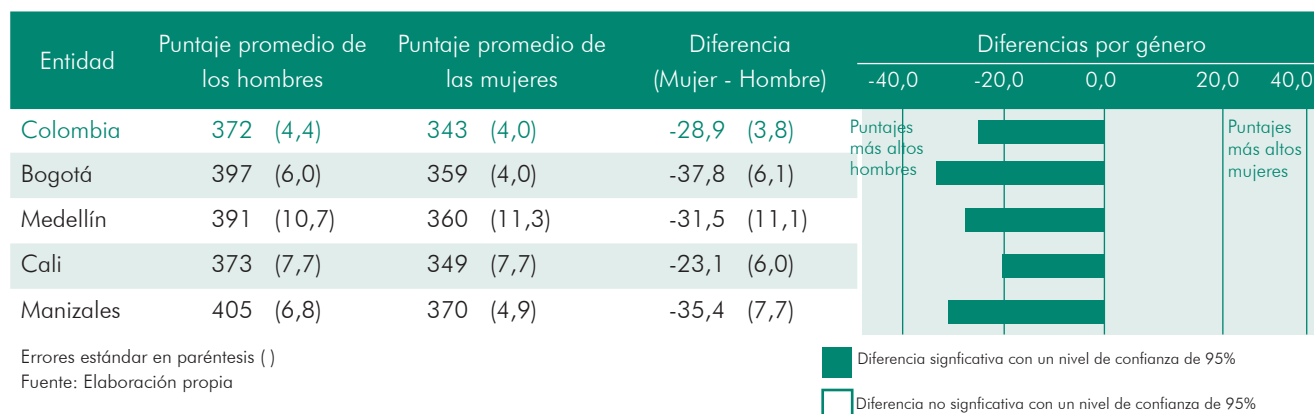 Entidad
Puntaje promedio de
los hombres
Puntaje promedio de
las mujeres
Diferencia
(Mujer - Hombre)
Diferencias por género
-40,0 -20,0 0,0 20,0 40,0
Colombia 372 (4,4) 343 (4,0) -28,9 (3,8)
Bogotá 397 (6,0) 359 (4,0) -37,8 (6,1)
Medellín 391 (10,7) 360 (11,3) -31,5 (11,1)
Cali 373 (7,7) 349 (7,7) -23,1 (6,0)
Manizales 405 (6,8) 370 (4,9) -35,4 (7,7)
Puntajes
más altos
hombres
Puntajes
más altos
mujeres
Errores estándar en paréntesis ( )
Fuente: Elaboración propia
Diferencia signficativa con un nivel de confianza de 95%
Diferencia no signficativa con un nivel de confianza de 95%